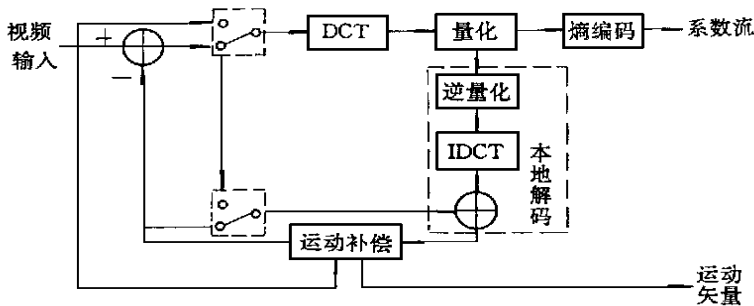 视频
输入
+
−
DCT
量化
熵编码
系数流
逆量化
IDCT
本地解码
运动补偿
运动
矢量